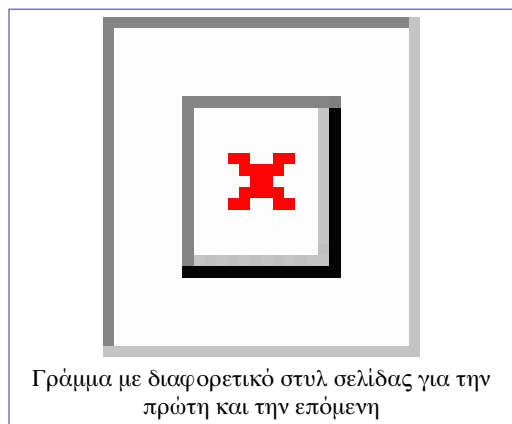 Γράμμα με διαφορετικό στυλ σελίδας για την
πρώτη και την επόμενη